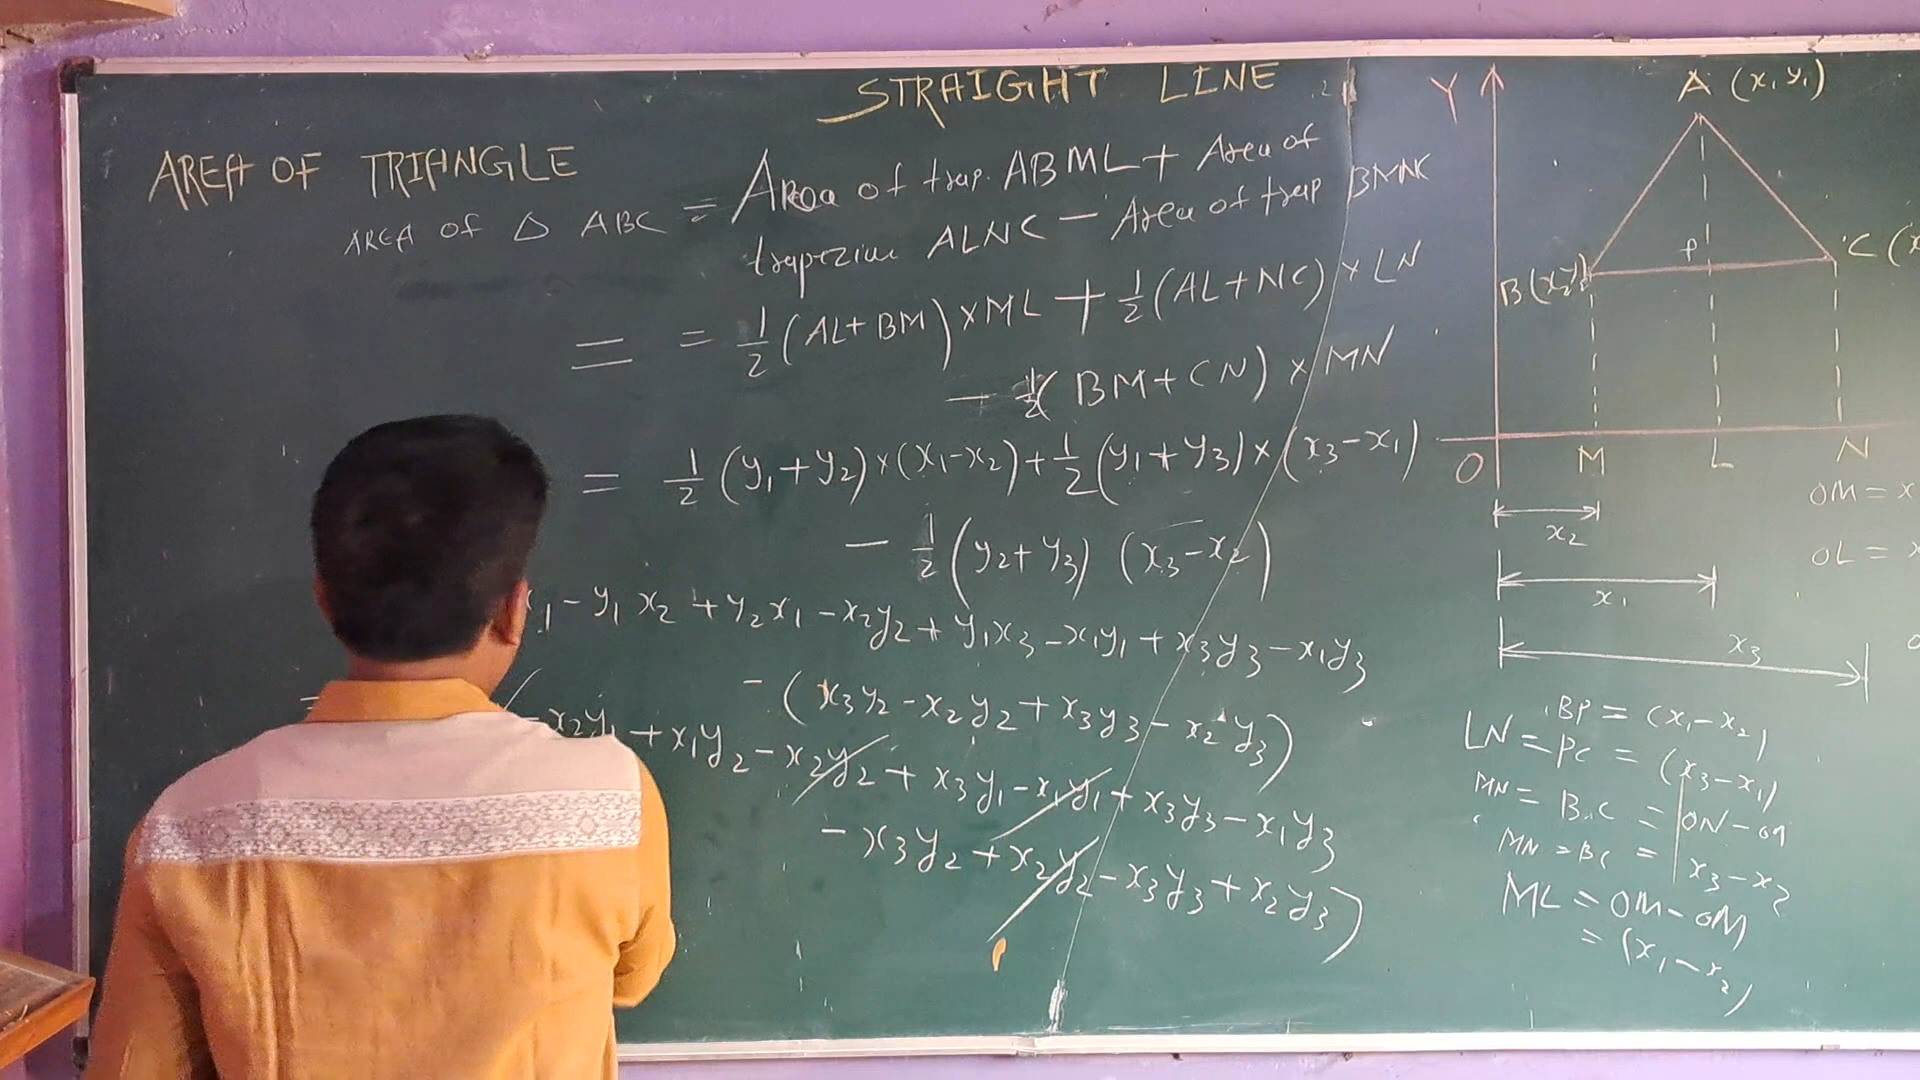 STRAIGHT LINE
AREA OF TRIANGLE
AREA OF △ ABC = Area of trap. ABML + Area of
trapezium ALNC − Area of trap BMNC
= = 1/2 (AL+BM) × ML + 1/2 (AL+NC) × LN
− 1/2 (BM+CN) × MN
= 1/2 (y₁+y₂) × (x₁−x₂) + 1/2 (y₁+y₃) × (x₃−x₁)
− 1/2 (y₂+y₃) (x₃−x₂)
₁ − y₁x₂ + y₂x₁ − x₂y₂ + y₁x₃ − x₁y₁ + x₃y₃ − x₁y₃
− (x₃y₂ − x₂y₂ + x₃y₃ − x₂y₃)
= − x₂y₁ + x₁y₂ − x₂y₂ + x₃y₁ − x₁y₁ + x₃y₃ − x₁y₃
− x₃y₂ + x₂y₂ − x₃y₃ + x₂y₃)
Y
A (x₁ y₁)
B (x₂ y₂)
P
C (x
O M L N
x₂
x₁
x₃
OM = x
OL = x
BP = (x₁−x₂)
LN = PC = (x₃−x₁)
MN = BC = ON−OM
MN = BC = x₃−x₂
ML = OM−OM
= (x₁−x₂)